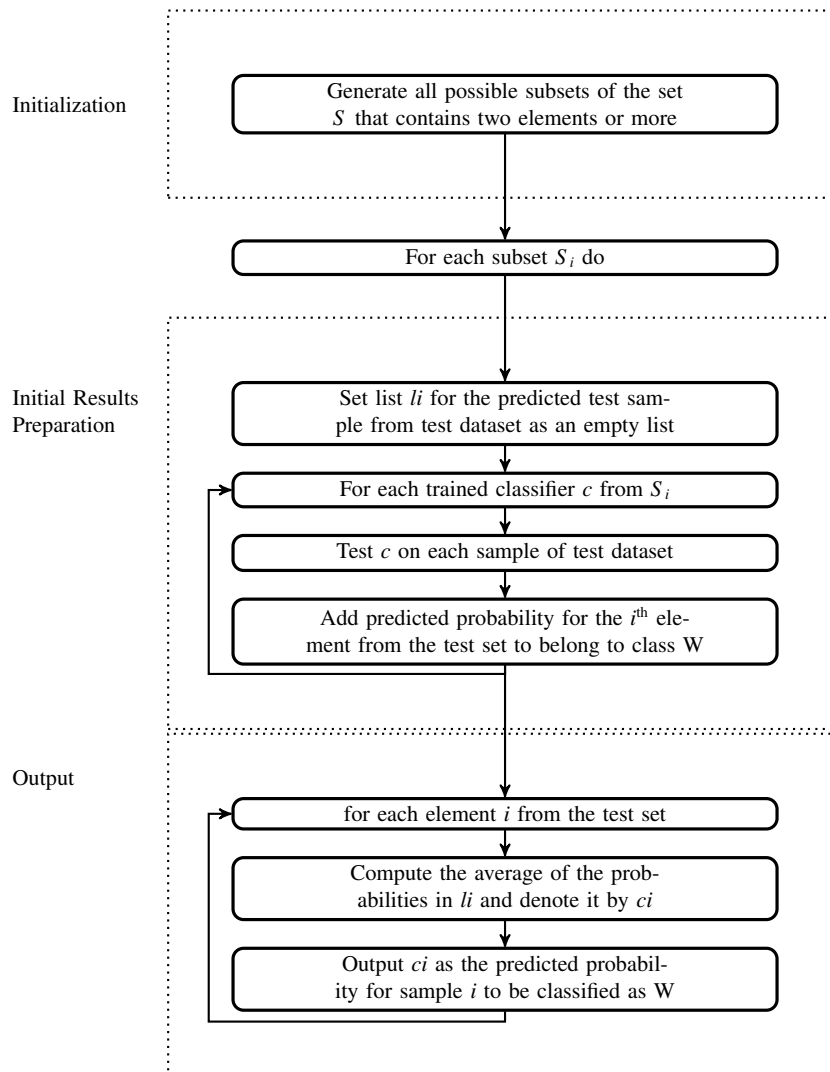 Initialization
Generate all possible subsets of the set
S that contains two elements or more
For each subset S i do
Initial Results
Preparation
Set list li for the predicted test sam-
ple from test dataset as an empty list
For each trained classifier c from S i
Test c on each sample of test dataset
Add predicted probability for the i th ele-
ment from the test set to belong to class W
Output
for each element i from the test set
Compute the average of the prob-
abilities in li and denote it by ci
Output ci as the predicted probabil-
ity for sample i to be classified as W